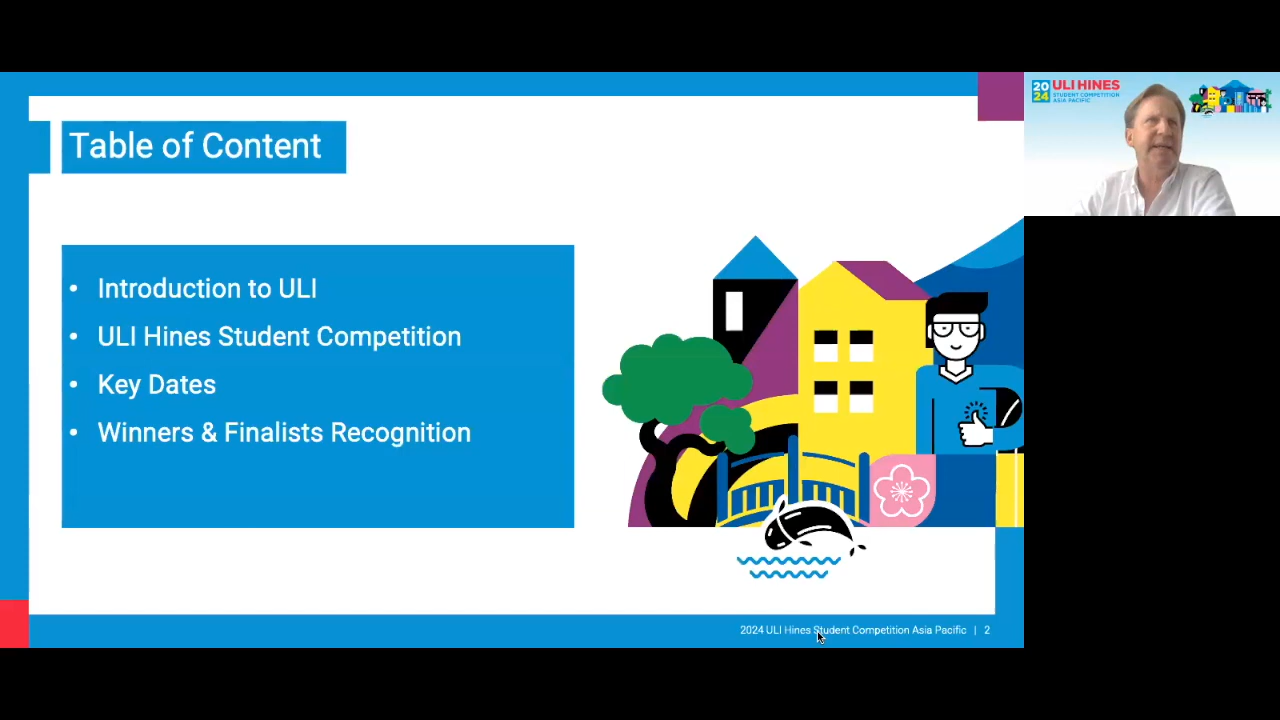 Table of Content
• Introduction to ULI
• ULI Hines Student Competition
• Key Dates
• Winners & Finalists Recognition
2024 ULI Hines Student Competition Asia Pacific | 2
20
24
ULI HINES
STUDENT COMPETITION
ASIA PACIFIC